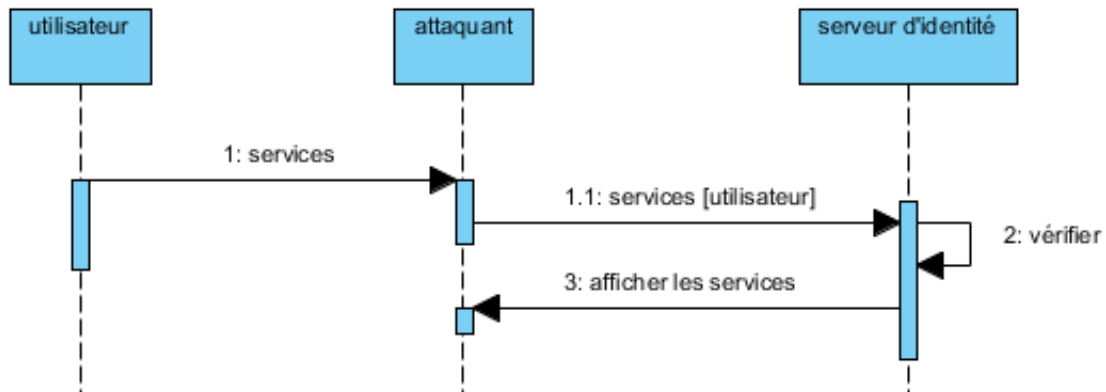 utilisateur
attaquant
serveur d'identité
1: services
1.1: services [utilisateur]
2: vérifier
3: afficher les services